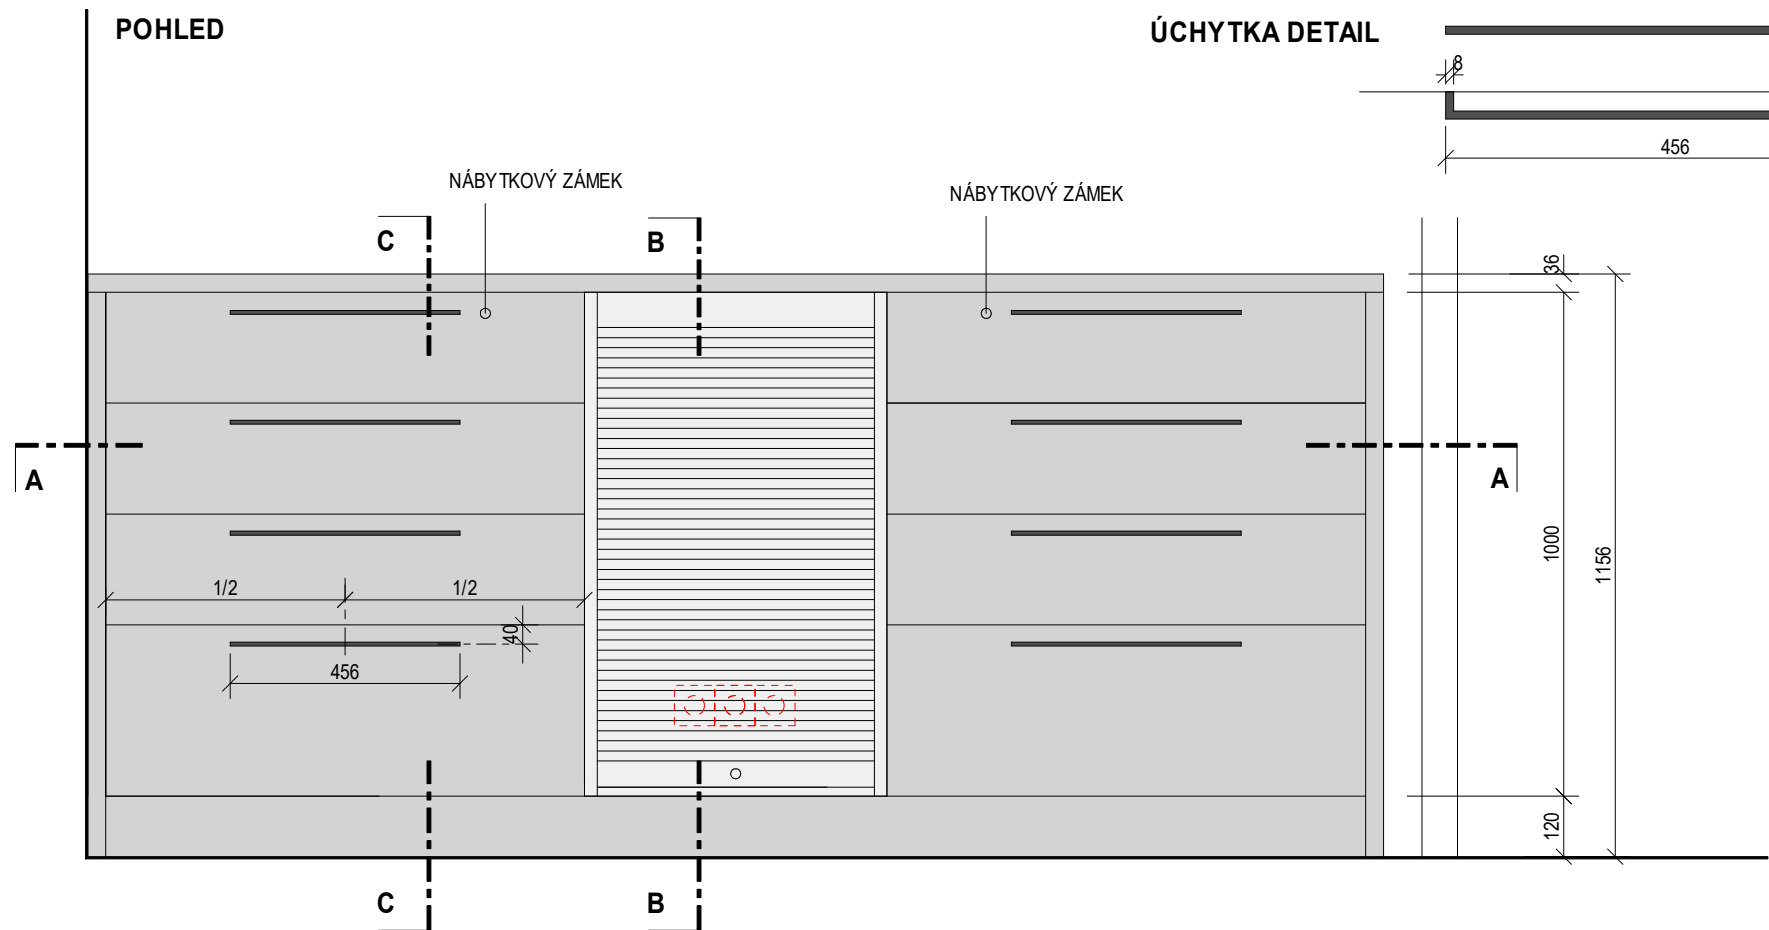 POHLED
ÚCHYTKA DETAIL
8
456
NÁBYTKOVÝ ZÁMEK
NÁBYTKOVÝ ZÁMEK
C
B
36
A
A
1000
1156
1/2
1/2
40
456
120
C
B